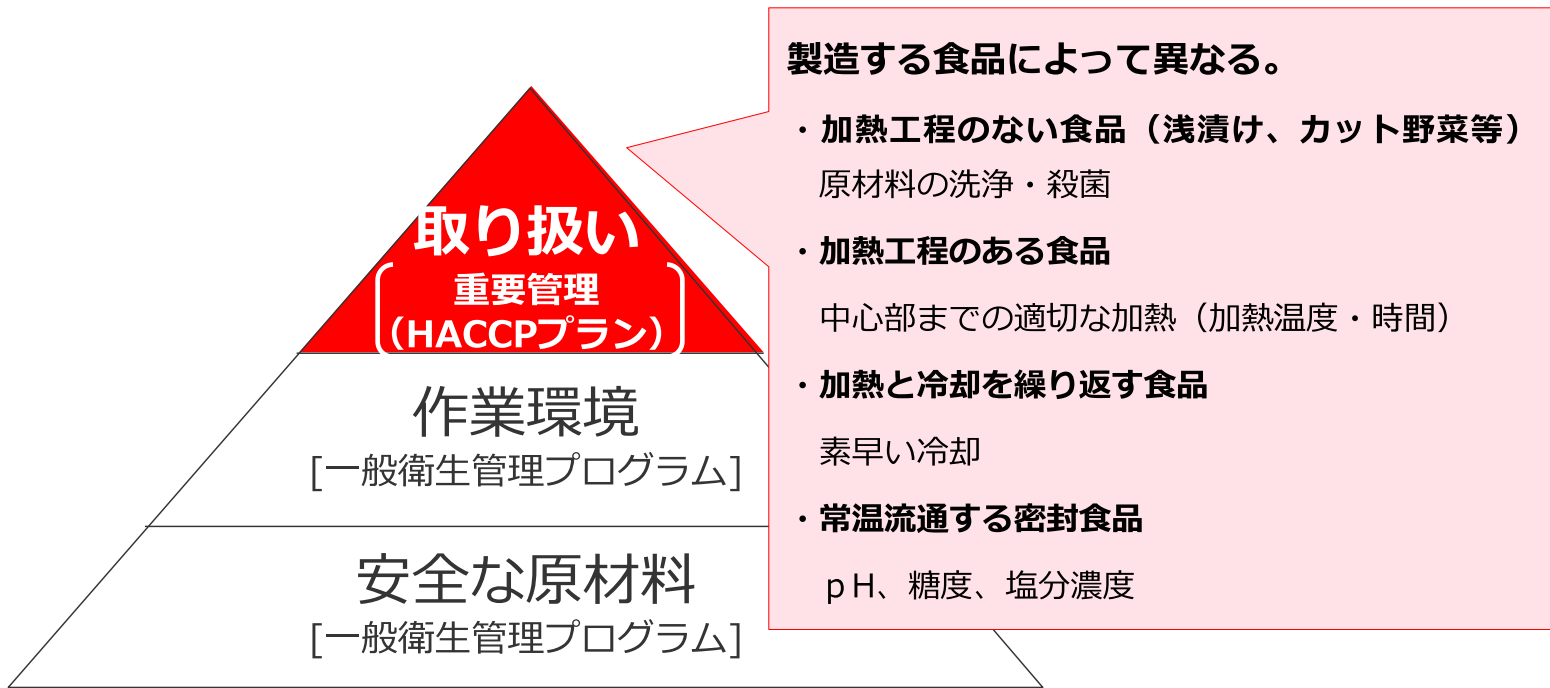 製造する食品によって異なる。
・加熱工程のない食品（浅漬け、カット野菜等）
原材料の洗浄・殺菌
・加熱工程のある食品
中心部までの適切な加熱（加熱温度・時間）
・加熱と冷却を繰り返す食品
素早い冷却
・常温流通する密封食品
ｐH、糖度、塩分濃度
取り扱い
重要管理
（HACCPプラン）
作業環境
[一般衛生管理プログラム]
安全な原材料
[一般衛生管理プログラム]